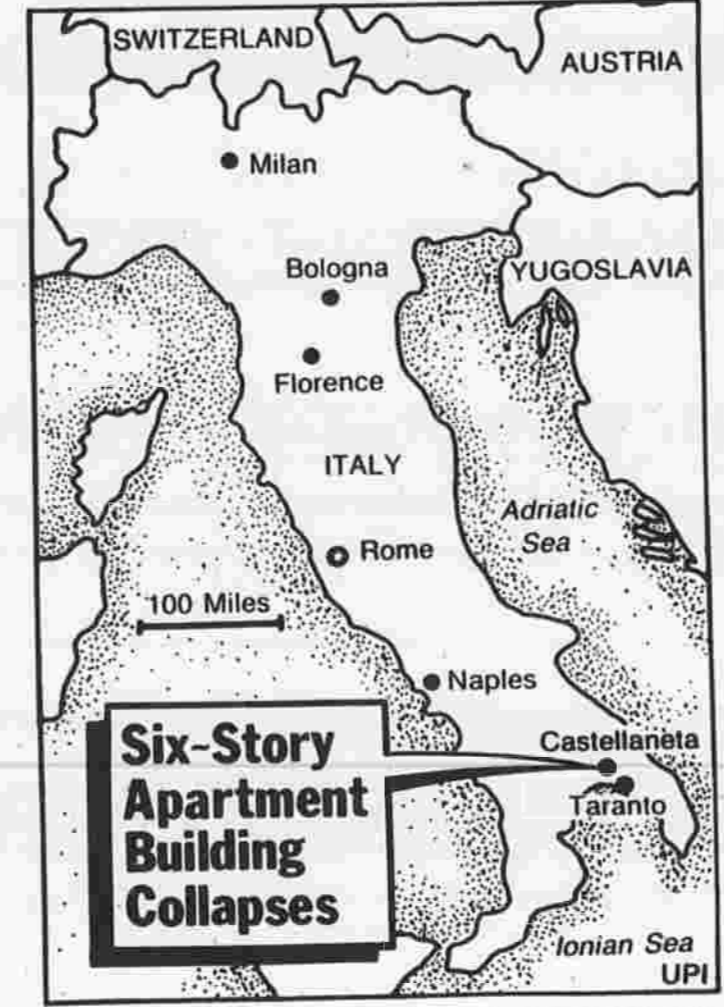 SWITZERLAND
AUSTRIA
Milan
Bologna
YUGOSLAVIA
Florence
ITALY
Adriatic
Sea
Rome
100 Miles
Naples
Six-Story
Apartment
Building
Collapses
Castellaneta
Taranto
Ionian Sea
UPI